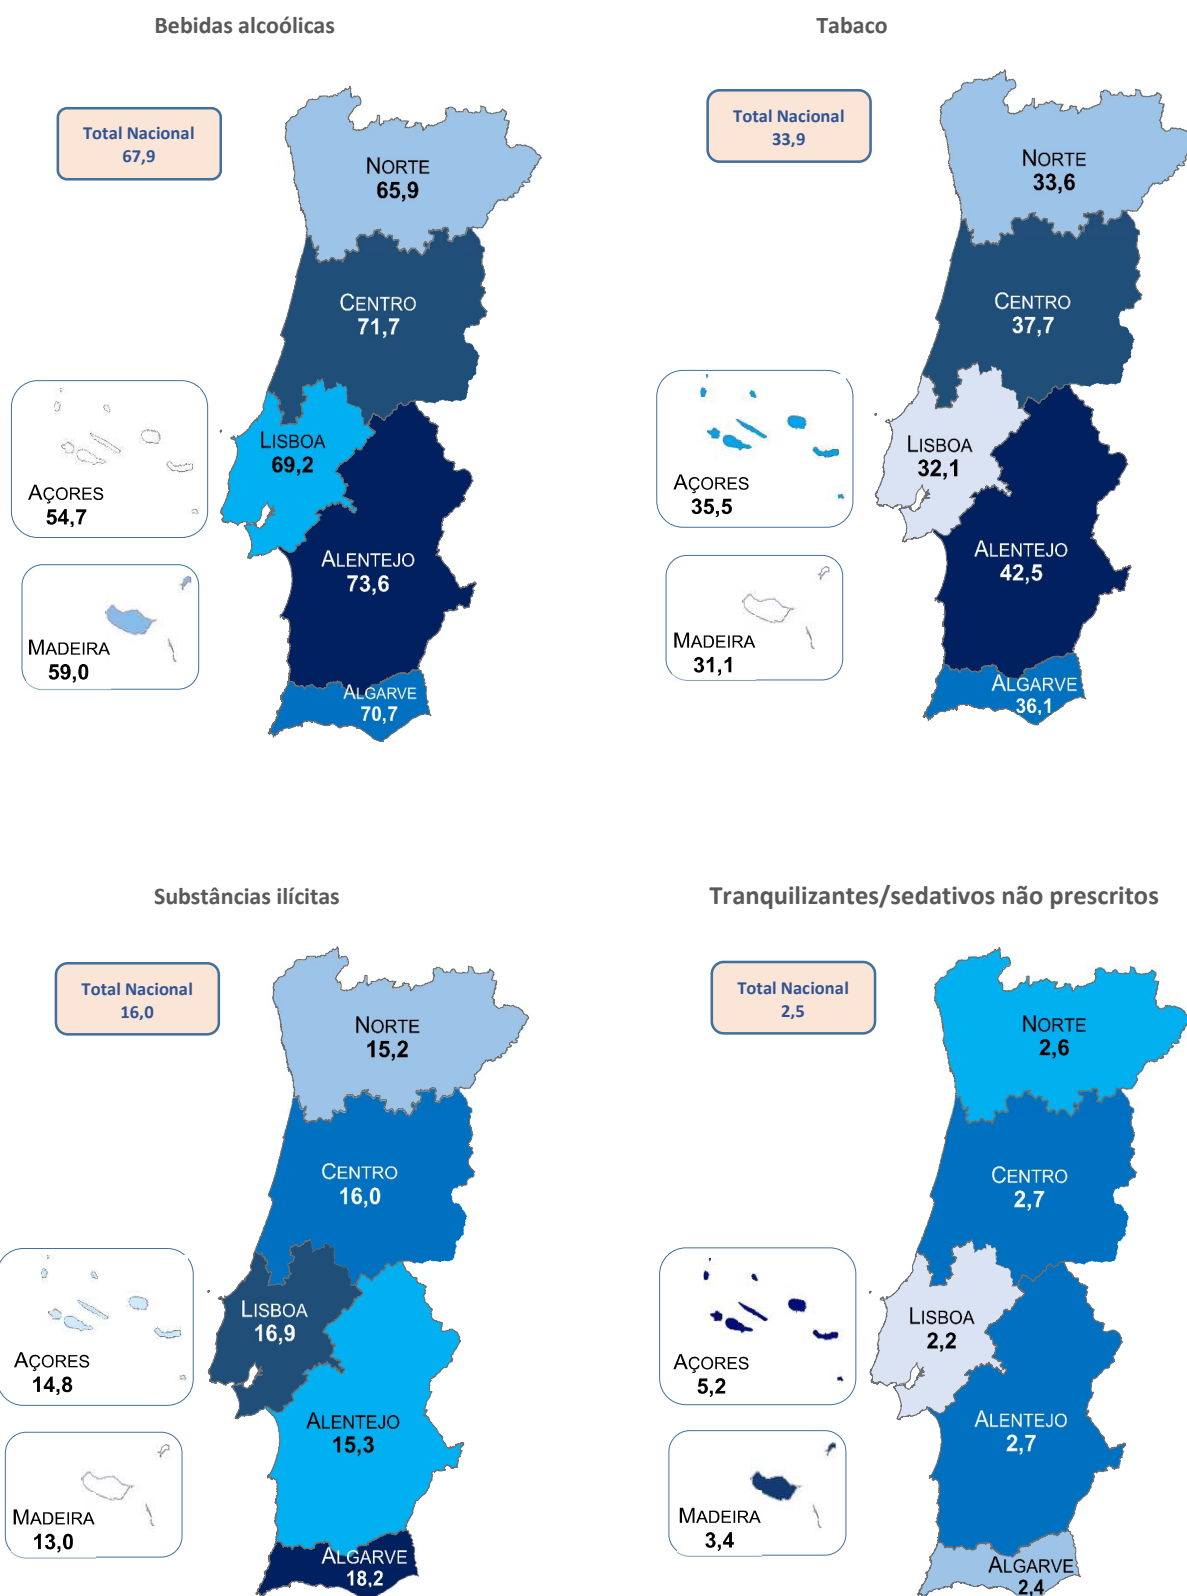 Bebidas alcoólicas
Total Nacional
67,9
NORTE
65,9
CENTRO
71,7
LISBOA
69,2
AÇORES
54,7
ALENTEJO
73,6
MADEIRA
59,0
ALGARVE
70,7
Tabaco
Total Nacional
33,9
NORTE
33,6
CENTRO
37,7
LISBOA
32,1
AÇORES
35,5
ALENTEJO
42,5
MADEIRA
31,1
ALGARVE
36,1
Substâncias ilícitas
Total Nacional
16,0
NORTE
15,2
CENTRO
16,0
LISBOA
16,9
AÇORES
14,8
ALENTEJO
15,3
MADEIRA
13,0
ALGARVE
18,2
Tranquilizantes/sedativos não prescritos
Total Nacional
2,5
NORTE
2,6
CENTRO
2,7
LISBOA
2,2
AÇORES
5,2
ALENTEJO
2,7
MADEIRA
3,4
ALGARVE
2,4